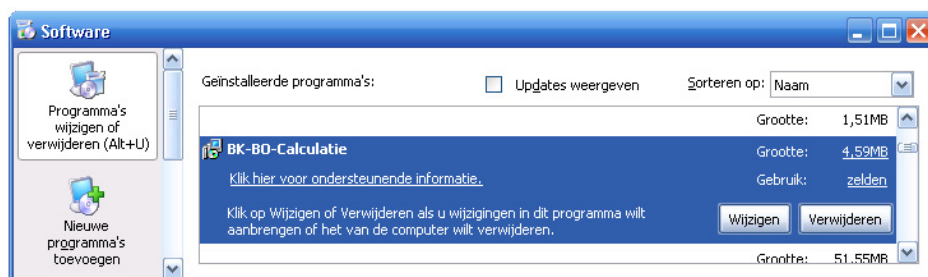 Software
Programma's
wijzigen of
verwijderen (Alt+U)
Nieuwe
programma's
toevoegen
Geïnstalleerde programma's:
Updates weergeven
Sorteren op: Naam
Grootte: 1,51MB
BK-BO-Calculatie
Grootte: 4,59MB
Klik hier voor ondersteunende informatie.
Gebruik: zelden
Klik op Wijzigen of Verwijderen als u wijzigingen in dit programma wilt
aanbrengen of het van de computer wilt verwijderen.
Wijzigen
Verwijderen
Grootte: 51,55MB